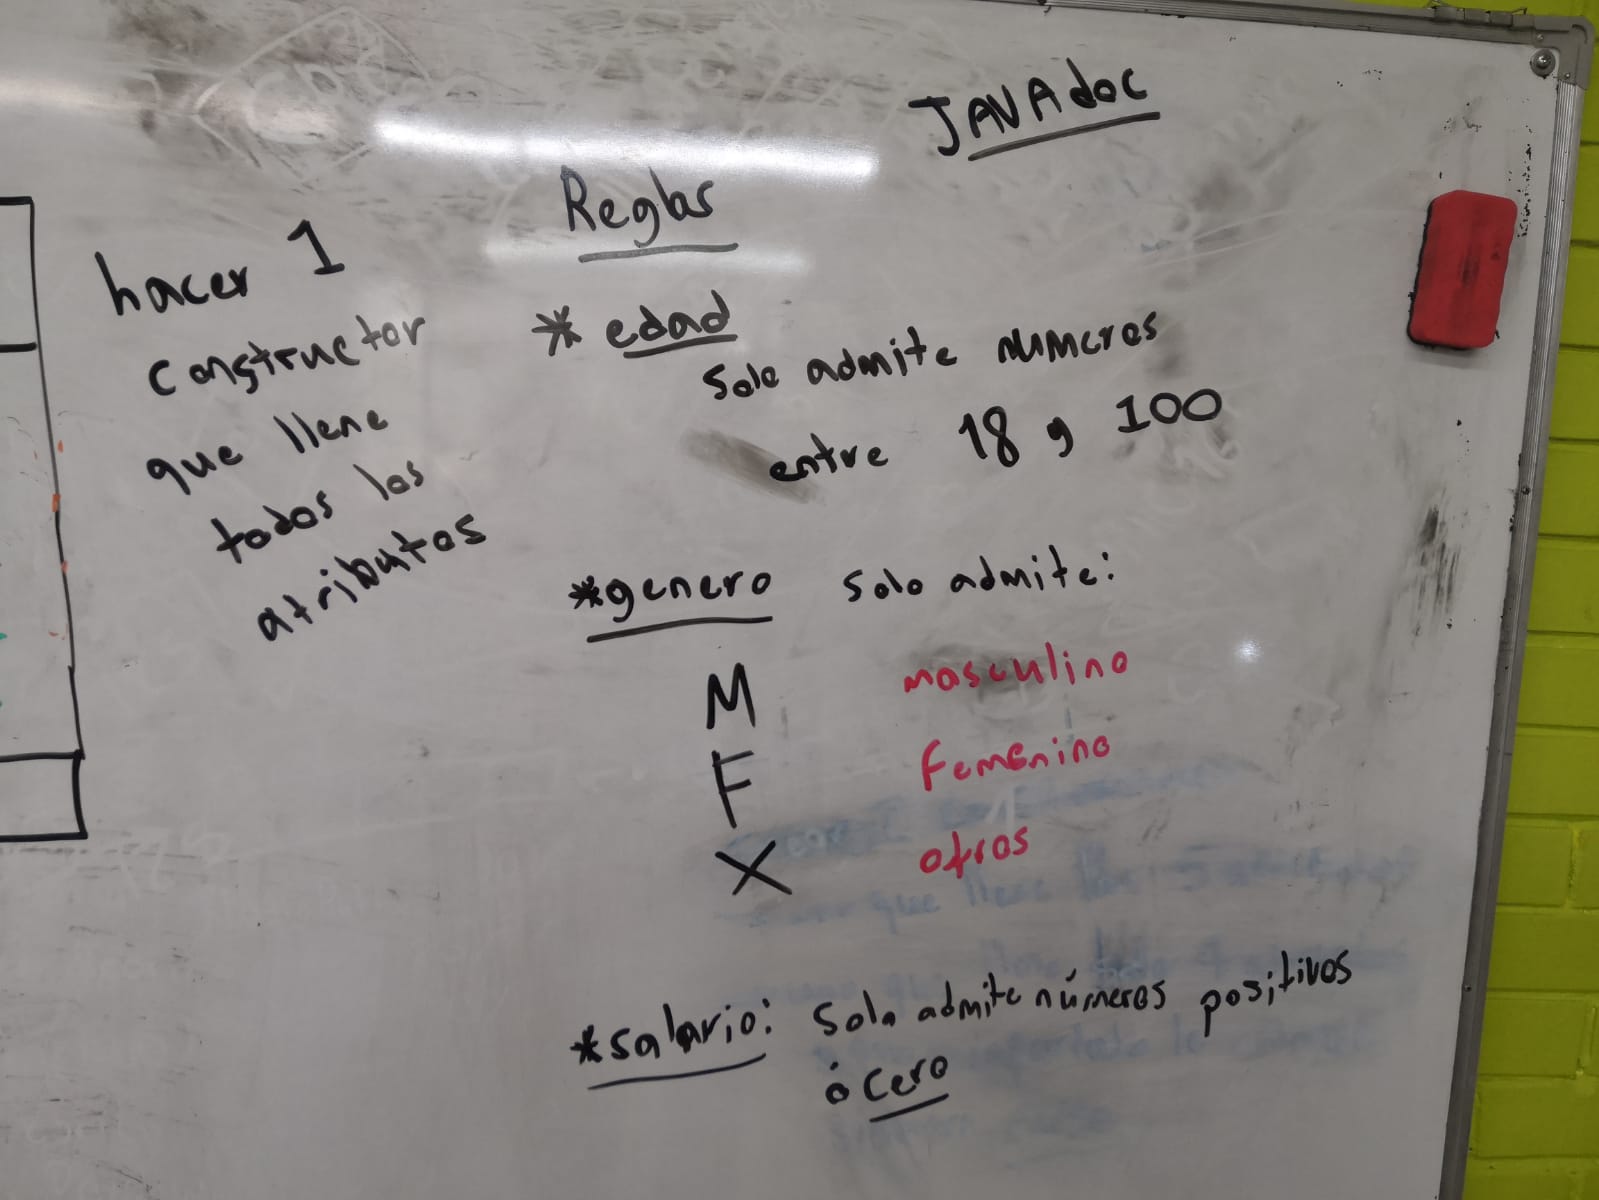 JAVAdoc
Reglas
hacer 1
constructor
que llene
todos los
atributos
* edad
Solo admite numeros
entre 18 y 100
*genero solo admite:
M masculino
F Femenino
X otros
*salario: Solo admite números positivos
ó cero